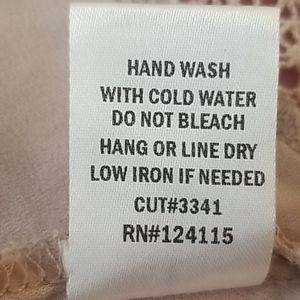 HAND WASH
WITH COLD WATER
DO NOT BLEACH
HANG OR LINE DRY
LOW IRON IF NEEDED
CUT#3341
RN#124115